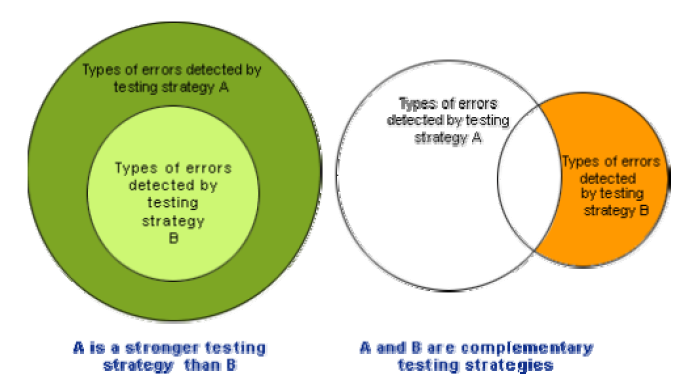 Types of errors detected by
testing strategy A
Types of errors
detected by
testing
strategy
B
A is a stronger testing
strategy than B
Types of errors
detected by testing
strategy A
Types of errors
detected
by testing
strategy B
A and B are complementary
testing strategies